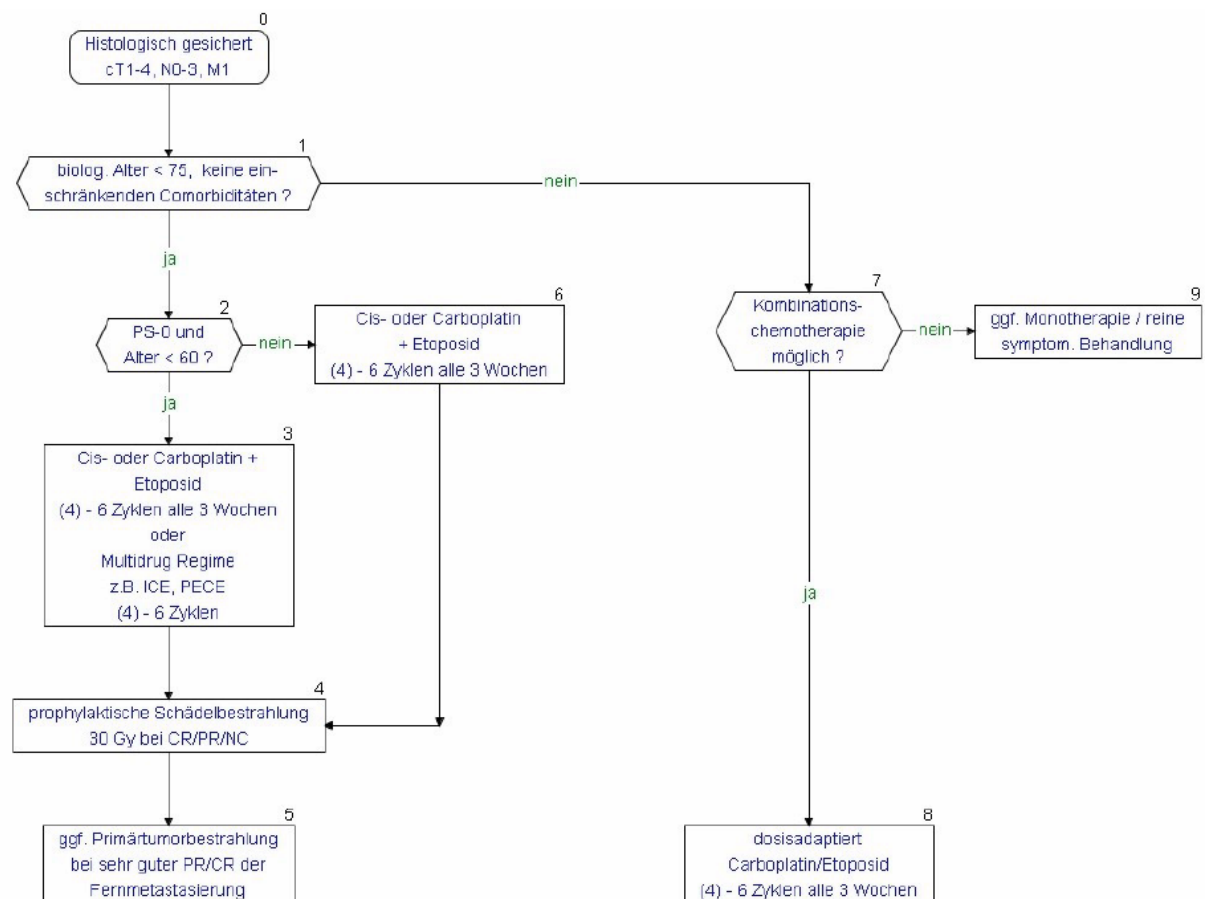 0
Histologisch gesichert
cT1-4, N0-3, M1
1
biolog. Alter < 75, keine ein-
schränkenden Comorbiditäten ?
nein
ja
2
PS-0 und
Alter < 60 ?
nein
6
Cis- oder Carboplatin
+ Etoposid
(4) - 6 Zyklen alle 3 Wochen
7
Kombinations-
chemotherapie
möglich ?
nein
9
ggf. Monotherapie / reine
symptom. Behandlung
ja
3
Cis- oder Carboplatin +
Etoposid
(4) - 6 Zyklen alle 3 Wochen
oder
Multidrug Regime
z.B. ICE, PECE
(4) - 6 Zyklen
ja
4
prophylaktische Schädelbestrahlung
30 Gy bei CR/PR/NC
5
ggf. Primärtumorbestrahlung
bei sehr guter PR/CR der
Fernmetastasierung
8
dosisadaptiert
Carboplatin/Etoposid
(4) - 6 Zyklen alle 3 Wochen